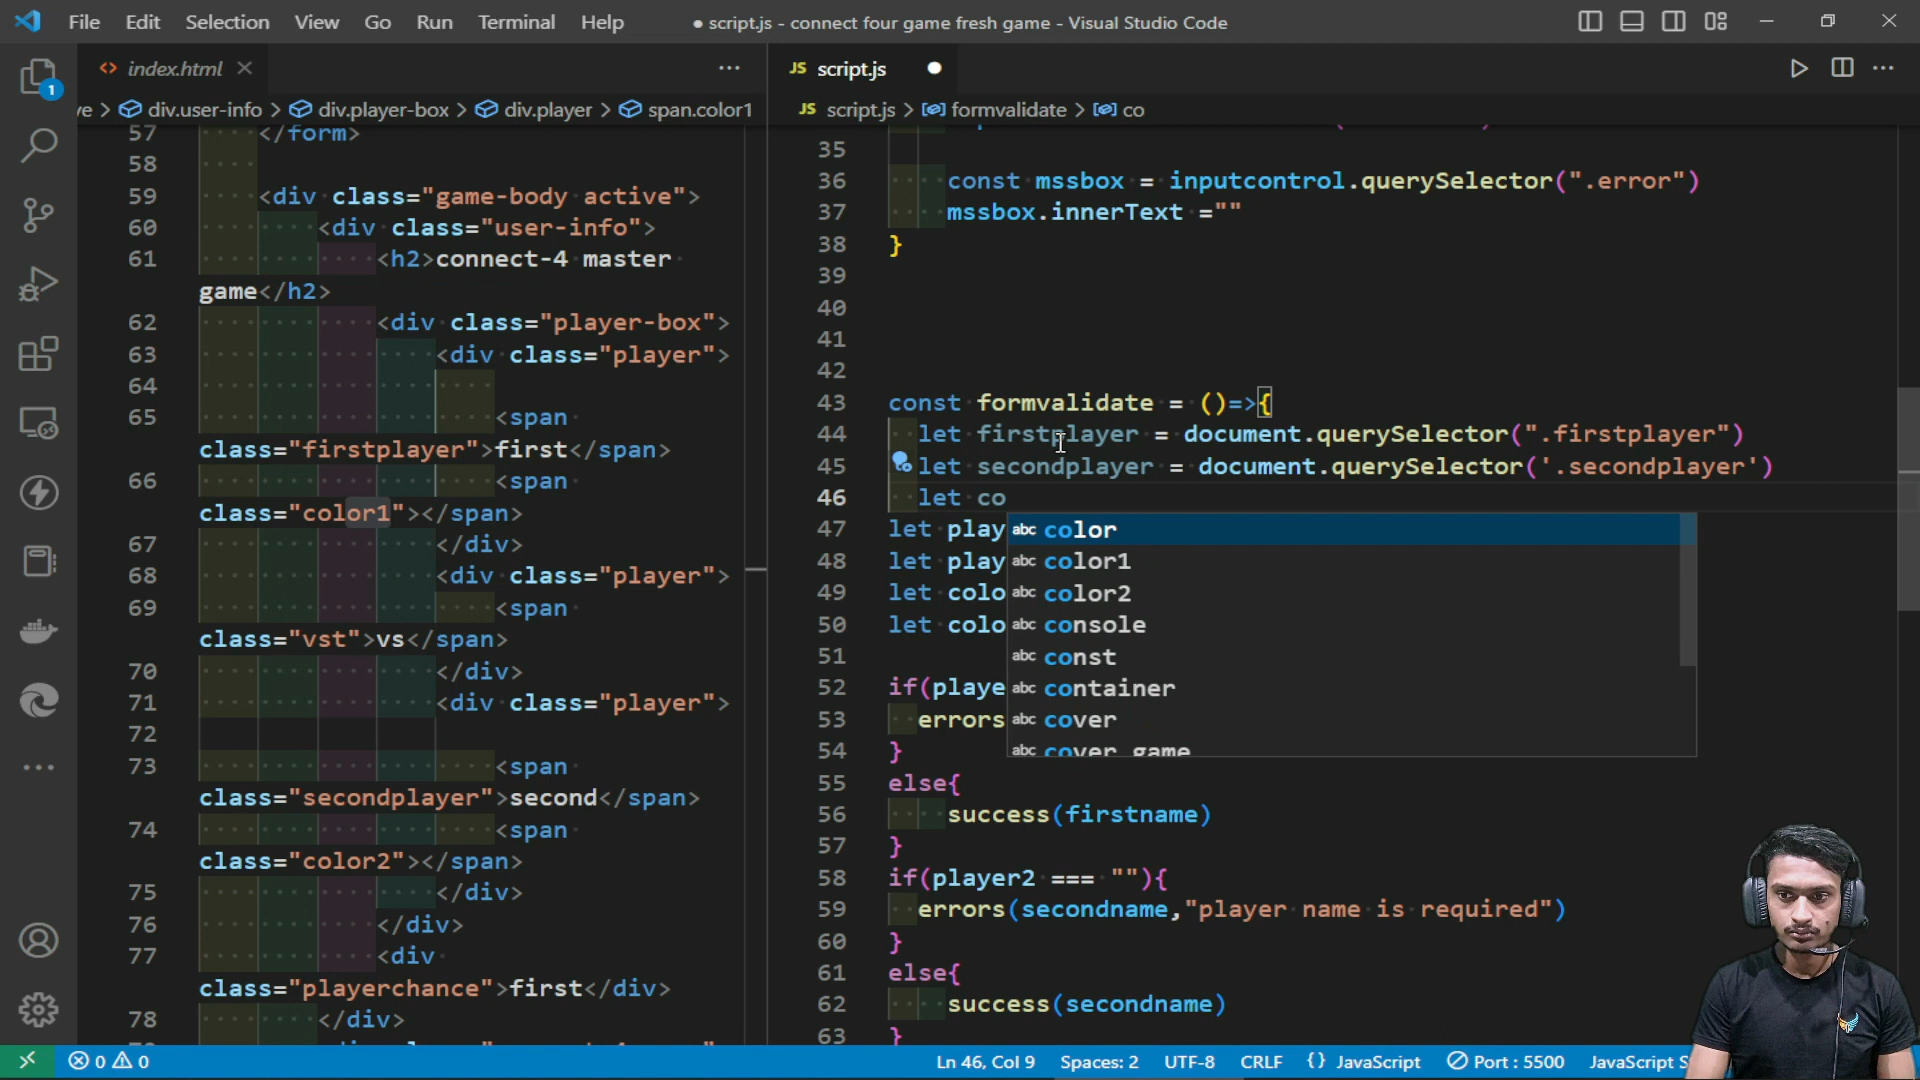 File Edit Selection View Go Run Terminal Help ● script.js - connect four game fresh game - Visual Studio Code
index.html
JS script.js
ve > div.user-info > div.player-box > div.player > span.color1
JS script.js > formvalidate > co
1
57 </form>
58
59 <div class="game-body active">
60 <div class="user-info">
61 <h2>connect-4 master
game</h2>
62 <div class="player-box">
63 <div class="player">
64
65 <span
class="firstplayer">first</span>
66 <span
class="color1"></span>
67 </div>
68 <div class="player">
69 <span
class="vst">vs</span>
70 </div>
71 <div class="player">
72
73 <span
class="secondplayer">second</span>
74 <span
class="color2"></span>
75 </div>
76 </div>
77 <div
class="playerchance">first</div>
78 </div>
35
36 const mssbox = inputcontrol.querySelector(".error")
37 mssbox.innerText =""
38 }
39
40
41
42
43 const formvalidate = ()=>{
44 let firstplayer = document.querySelector(".firstplayer")
45 let secondplayer = document.querySelector('.secondplayer')
46 let co
47 let play
48 let play
49 let colo
50 let colo
51
52 if(playe
53 errors
54 }
55 else{
56 success(firstname)
57 }
58 if(player2 === ""){
59 errors(secondname,"player name is required")
60 }
61 else{
62 success(secondname)
63 }
abc color
abc color1
abc color2
abc console
abc const
abc container
abc cover
abc cover_game
0 0
Ln 46, Col 9 Spaces: 2 UTF-8 CRLF {} JavaScript Port : 5500 JavaScript S